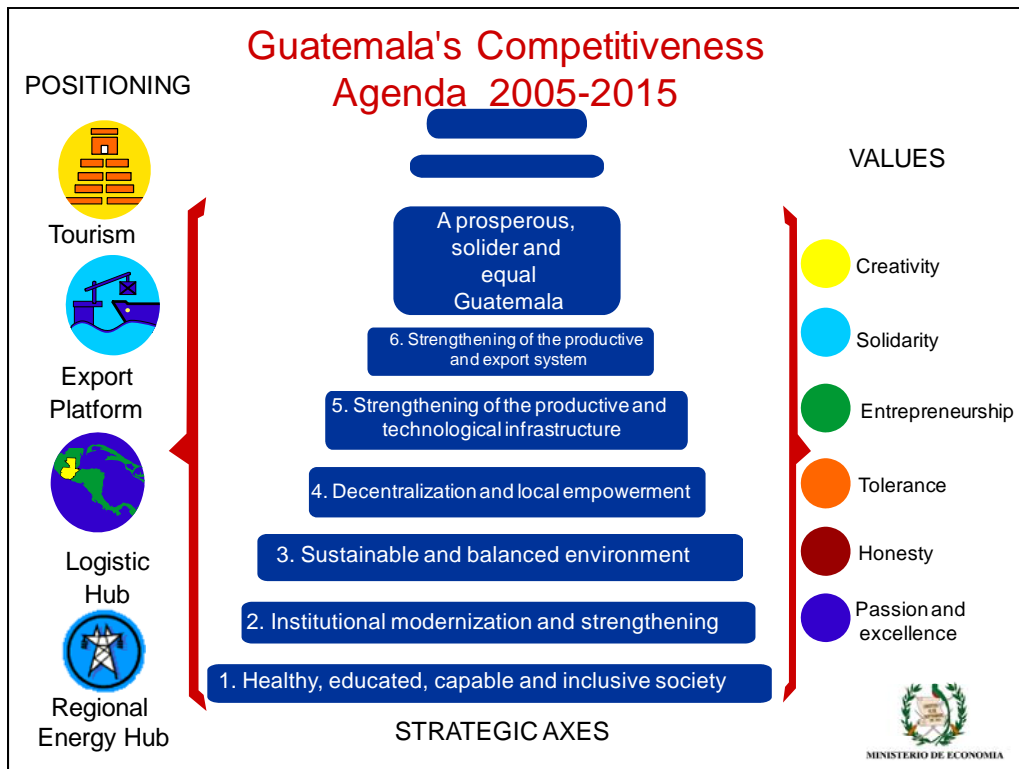 Guatemala's Competitiveness
Agenda 2005-2015
POSITIONING
Tourism
Export
Platform
Logistic
Hub
Regional
Energy Hub
A prosperous,
solider and
equal
Guatemala
6. Strengthening of the productive
and export system
5. Strengthening of the productive and
technological infrastructure
4. Decentralization and local empowerment
3. Sustainable and balanced environment
2. Institutional modernization and strengthening
1. Healthy, educated, capable and inclusive society
STRATEGIC AXES
VALUES
Creativity
Solidarity
Entrepreneurship
Tolerance
Honesty
Passion and
excellence
MINISTERIO DE ECONOMIA